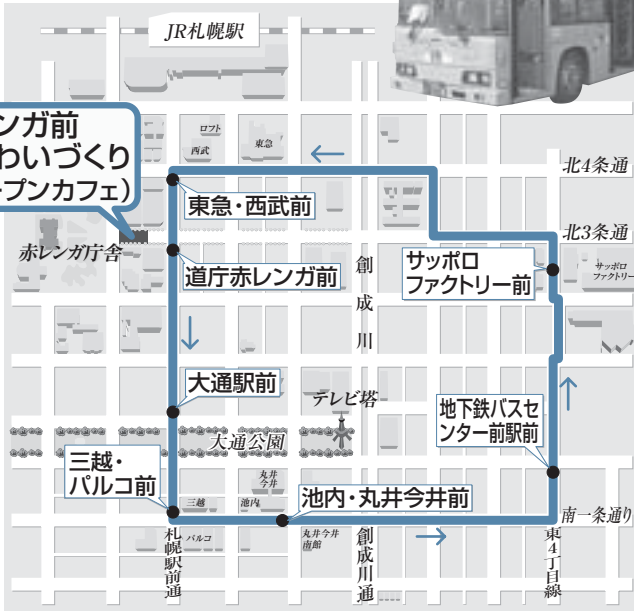 JR札幌駅
ンガ前
わいづくり
ープンカフェ)
ロフト
西武
東急
北4条通
東急・西武前
北3条通
赤レンガ庁舎
道庁赤レンガ前
創成川
サッポロ
ファクトリー前
サッポロ
ファクトリー
大通駅前
テレビ塔
地下鉄バスセ
ンター前駅前
大通公園
三越・
パルコ前
丸井
今井
三越
池内
池内・丸井今井前
南一条通り
パルコ
丸井今井
南館
札幌駅前通
創成川通
東4丁目線